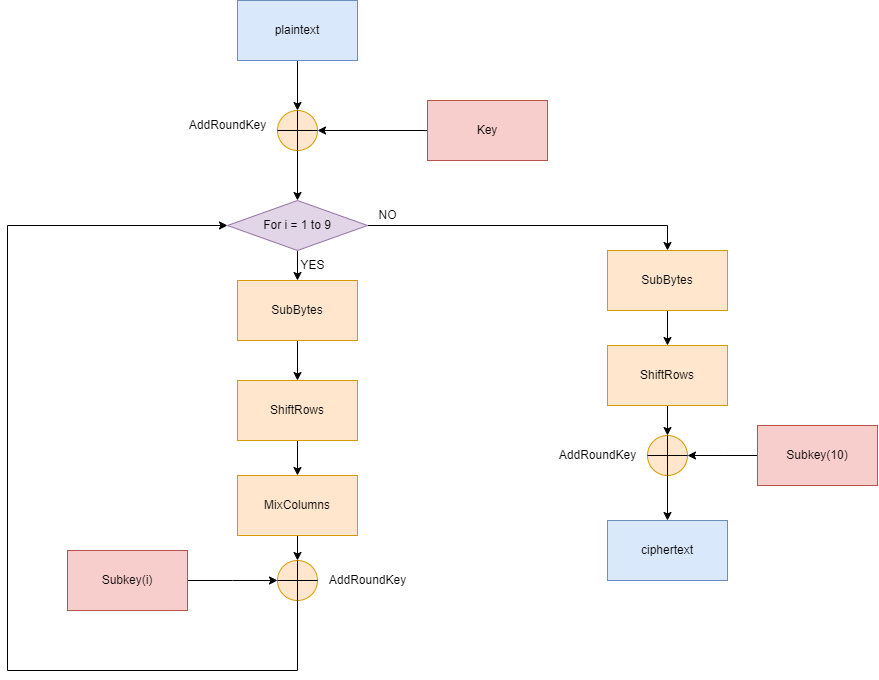 plaintext
AddRoundKey
Key
For i = 1 to 9
NO
YES
SubBytes
ShiftRows
MixColumns
Subkey(i)
AddRoundKey
SubBytes
ShiftRows
AddRoundKey
Subkey(10)
ciphertext